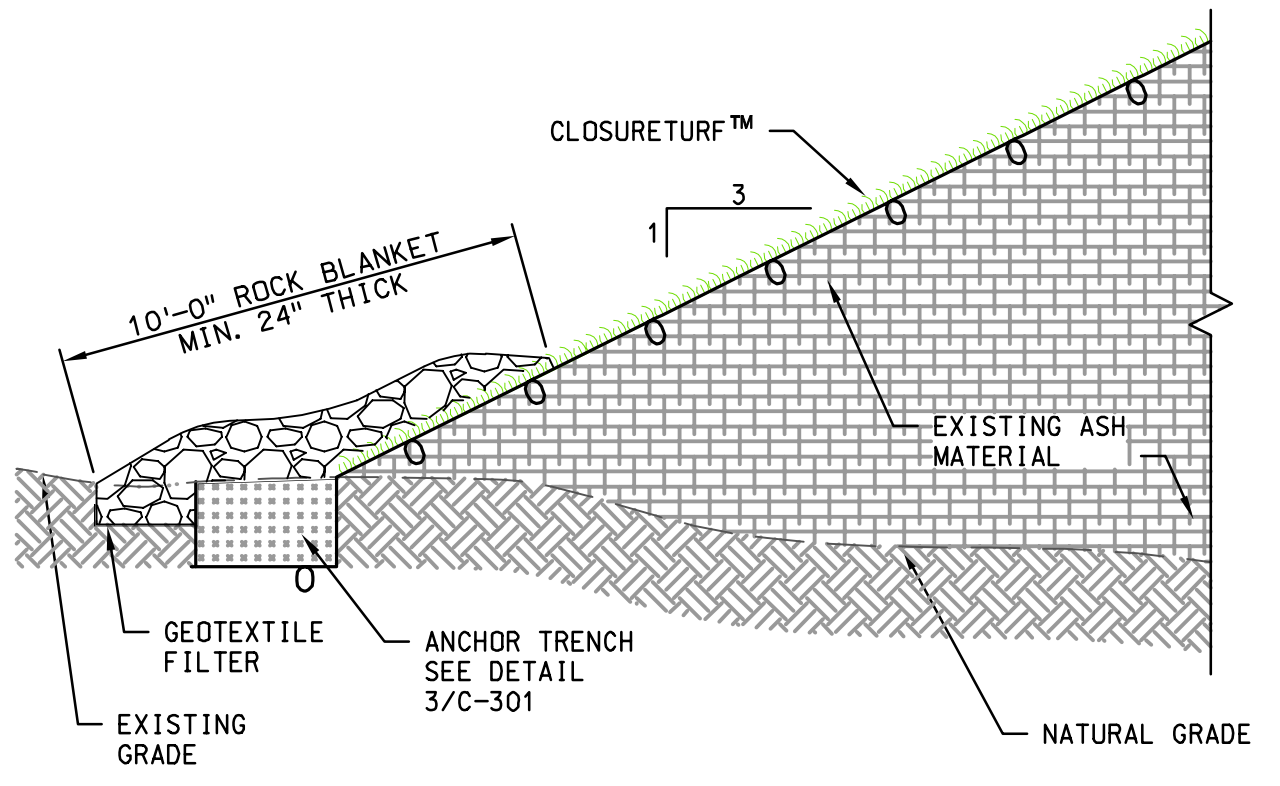 CLOSURETURF™
3
1
10'-0" ROCK BLANKET
MIN. 24" THICK
EXISTING ASH
MATERIAL
GEOTEXTILE
FILTER
ANCHOR TRENCH
SEE DETAIL
3/C-301
EXISTING
GRADE
NATURAL GRADE